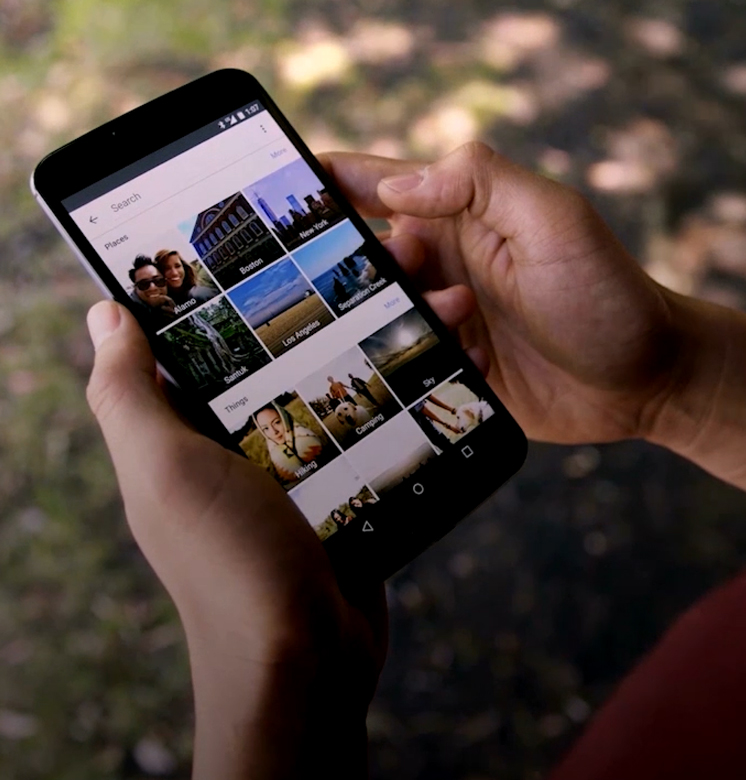 1:07
Search
Places
More
Alamo
Boston
New York
Santuk
Los Angeles
Separation Creek
Things
More
Hiking
Camping
Sky